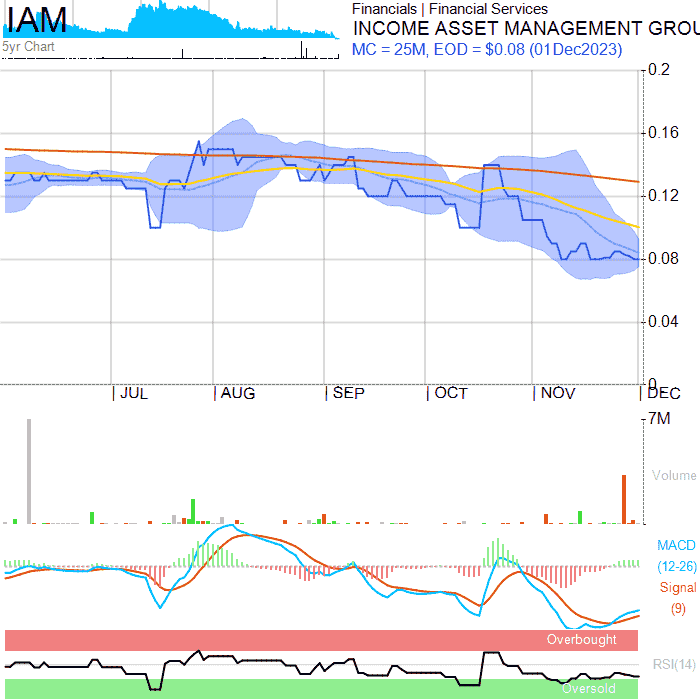 IAM
5yr Chart
Financials | Financial Services
INCOME ASSET MANAGEMENT GROU
MC = 25M, EOD = $0.08 (01Dec2023)
0.2
0.16
0.12
0.08
0.04
0
JUL
AUG
SEP
OCT
NOV
DEC
7M
Volume
MACD
(12-26)
Signal
(9)
Overbought
RSI(14)
Oversold